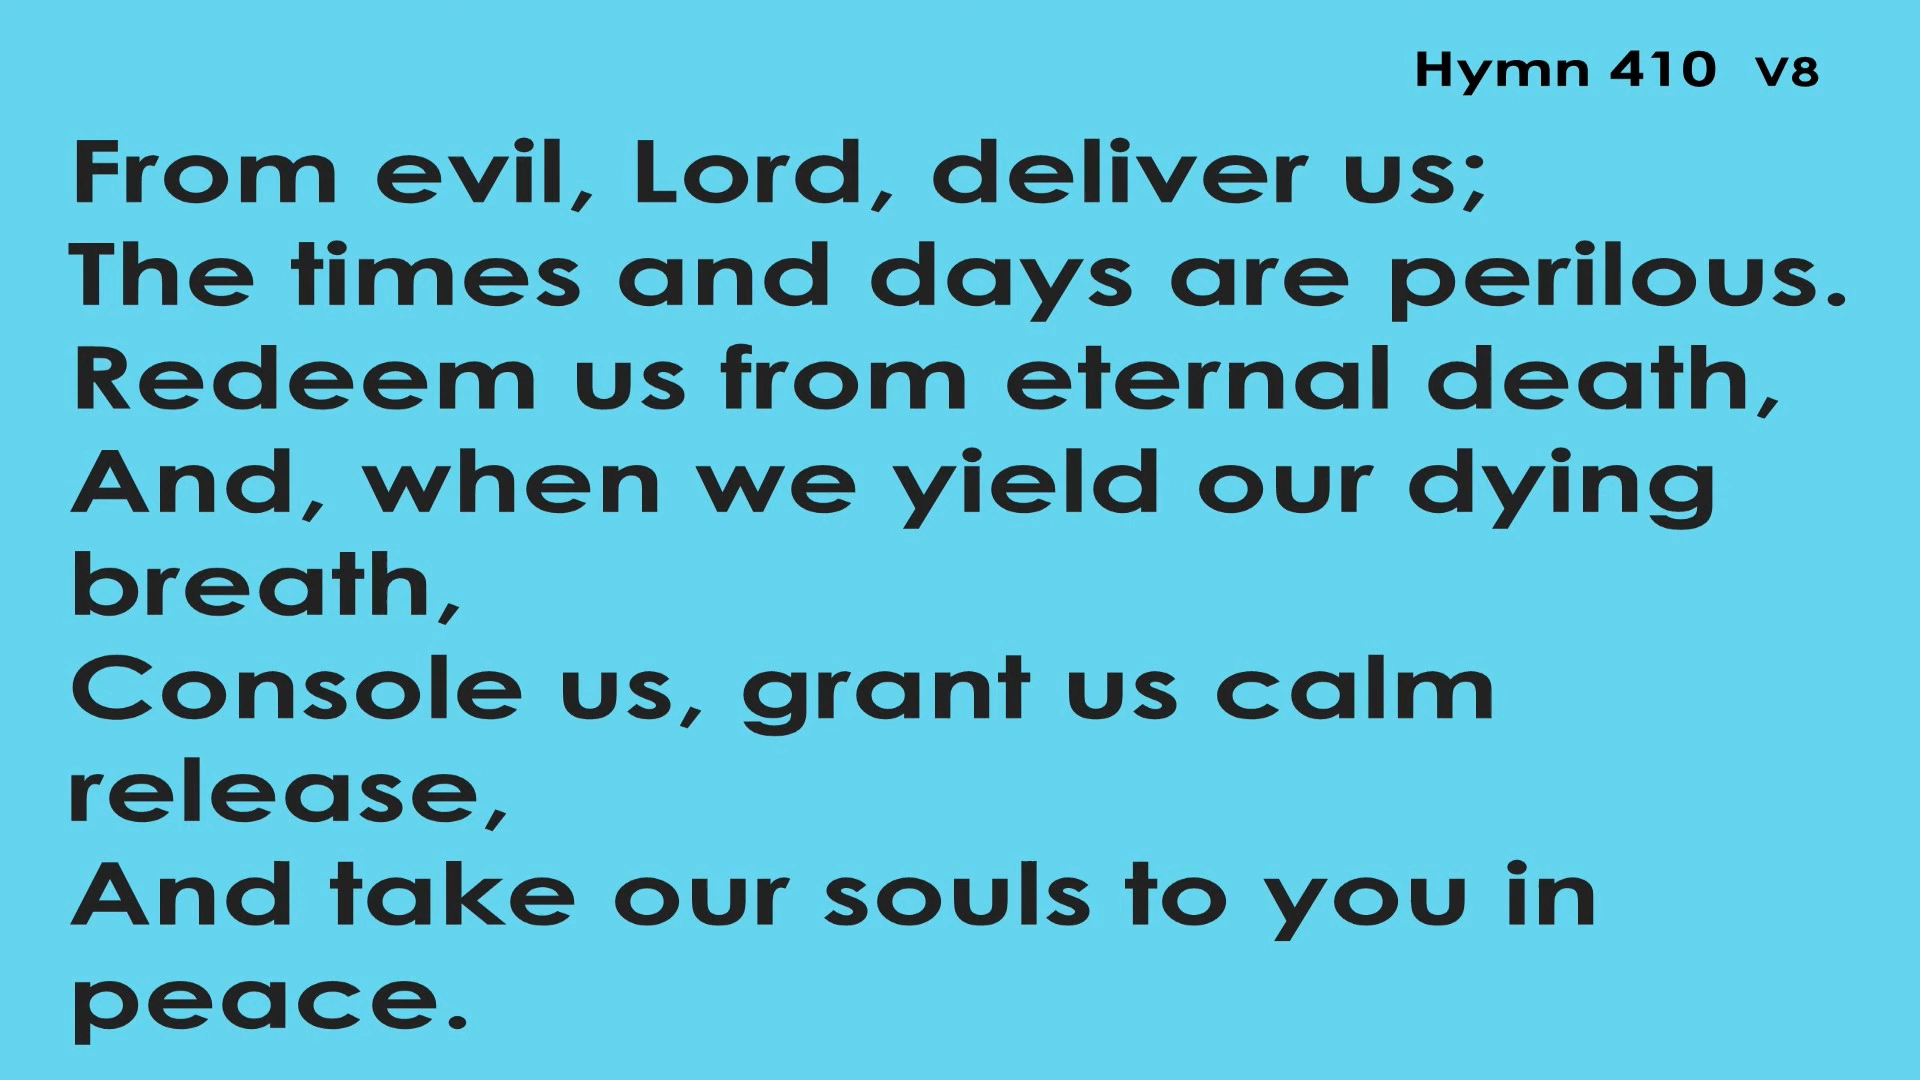 Hymn 410 V8
From evil, Lord, deliver us;
The times and days are perilous.
Redeem us from eternal death,
And, when we yield our dying
breath,
Console us, grant us calm
release,
And take our souls to you in
peace.